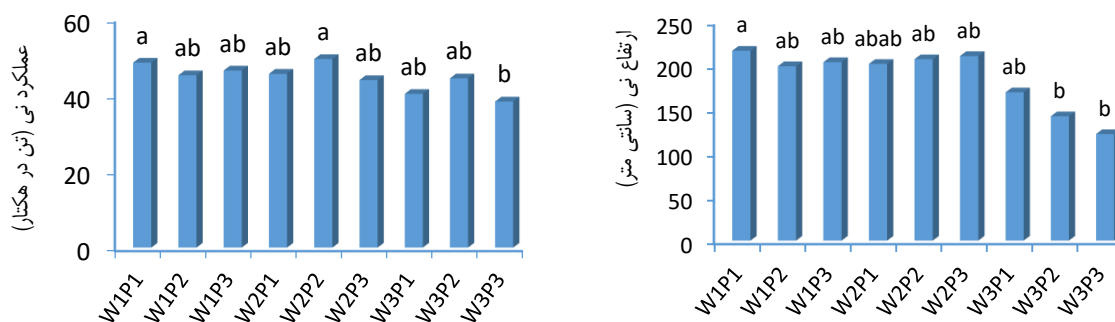 عملکرد نی (تن در هکتار)
60
40
20
0
a ab ab ab a ab ab ab b
W1P1 W1P2 W1P3 W2P1 W2P2 W2P3 W3P1 W3P2 W3P3
ارتفاع نی (سانتی متر)
250
200
150
100
50
0
a ab ab abab ab ab ab b b
W1P1 W1P2 W1P3 W2P1 W2P2 W2P3 W3P1 W3P2 W3P3